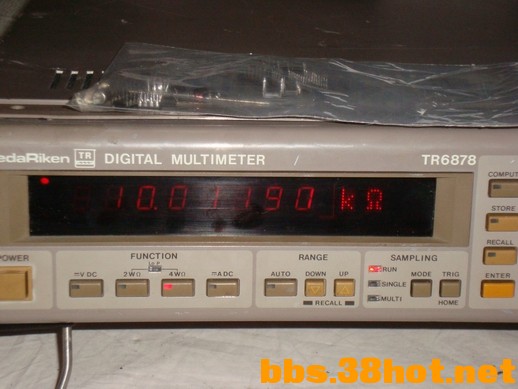 edaRiken TR DIGITAL MULTIMETER TR6878
10.01190 kΩ
COMPUT
STORE
RECALL
ENTER
POWER
FUNCTION
V DC 2WΩ 4WΩ A DC
RANGE
AUTO DOWN UP
RECALL
SAMPLING
RUN
SINGLE
MULTI
MODE TRIG
HOME
bbs.38hot.net